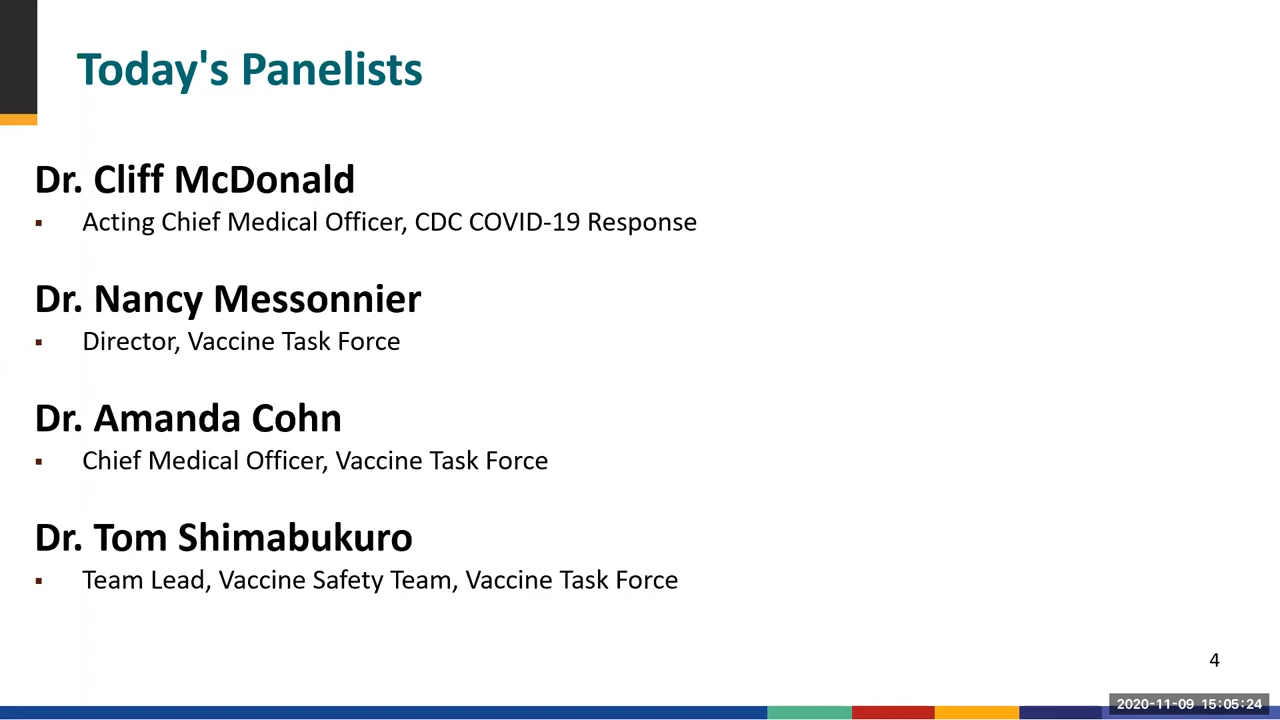 Today's Panelists
Dr. Cliff McDonald
▪ Acting Chief Medical Officer, CDC COVID-19 Response
Dr. Nancy Messonnier
▪ Director, Vaccine Task Force
Dr. Amanda Cohn
▪ Chief Medical Officer, Vaccine Task Force
Dr. Tom Shimabukuro
▪ Team Lead, Vaccine Safety Team, Vaccine Task Force
4
2020-11-09 15:05:24